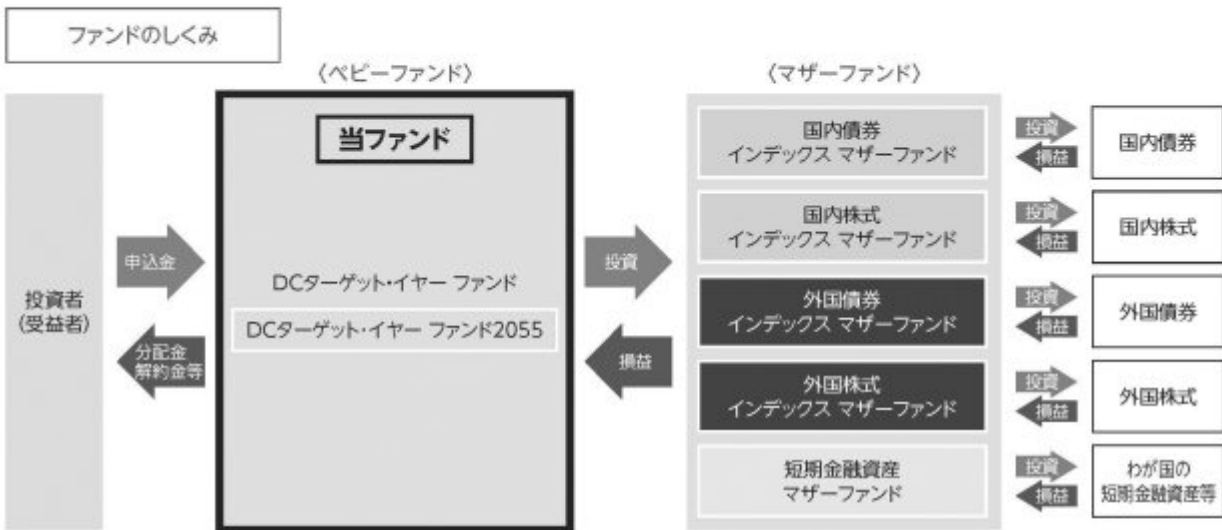 ファンドのしくみ
〈ベビーファンド〉
〈マザーファンド〉
投資者
(受益者)
申込金
分配金
解約金等
当ファンド
DCターゲット・イヤー ファンド
DCターゲット・イヤー ファンド2055
投資
損益
国内債券
インデックス マザーファンド
投資
損益
国内債券
国内株式
インデックス マザーファンド
投資
損益
国内株式
外国債券
インデックス マザーファンド
投資
損益
外国債券
外国株式
インデックス マザーファンド
投資
損益
外国株式
短期金融資産
マザーファンド
投資
損益
わが国の
短期金融資産等